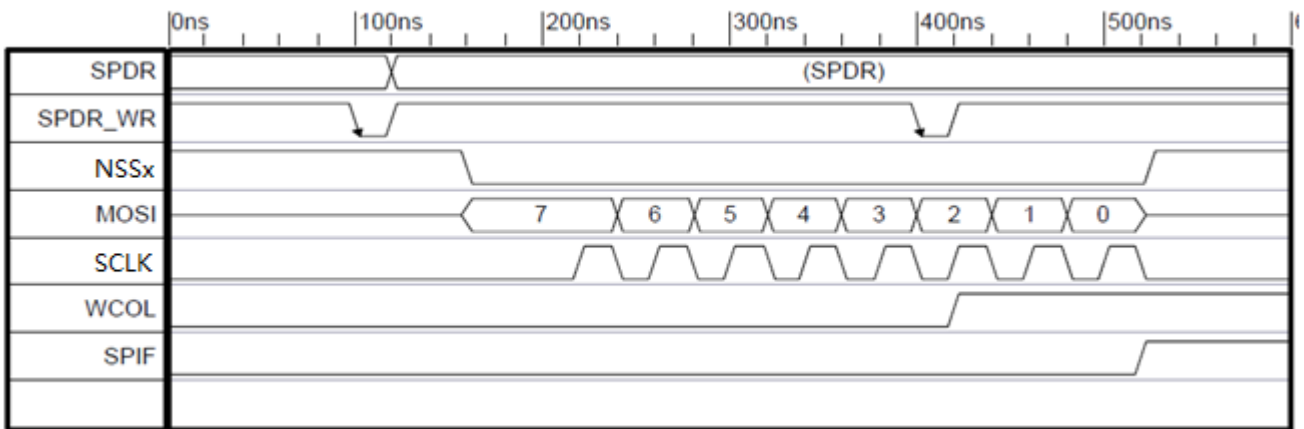 0ns 100ns 200ns 300ns 400ns 500ns 6
SPDR (SPDR)
SPDR_WR
NSSx
MOSI 7 6 5 4 3 2 1 0
SCLK
WCOL
SPIF